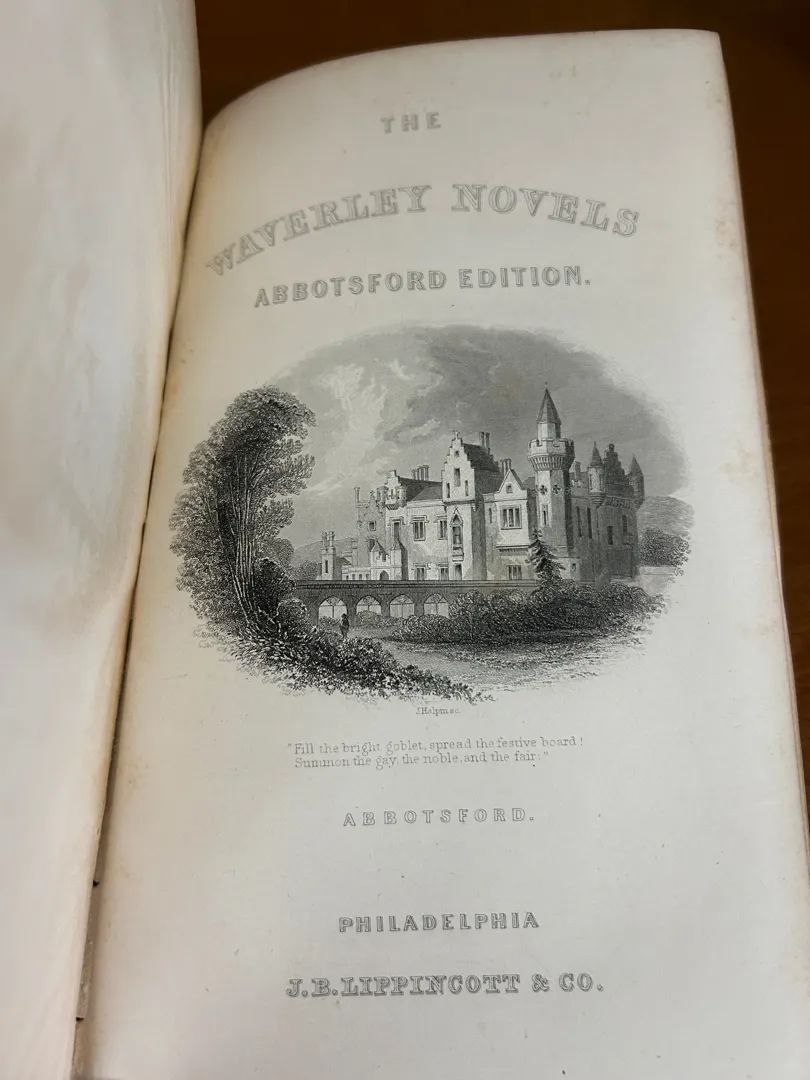 THE
WAVERLEY NOVELS
ABBOTSFORD EDITION.
J.Halpin sc.
"Fill the bright goblet, spread the festive board!
Summon the gay, the noble, and the fair:"
ABBOTSFORD.
PHILADELPHIA
J.B. LIPPINCOTT & CO.